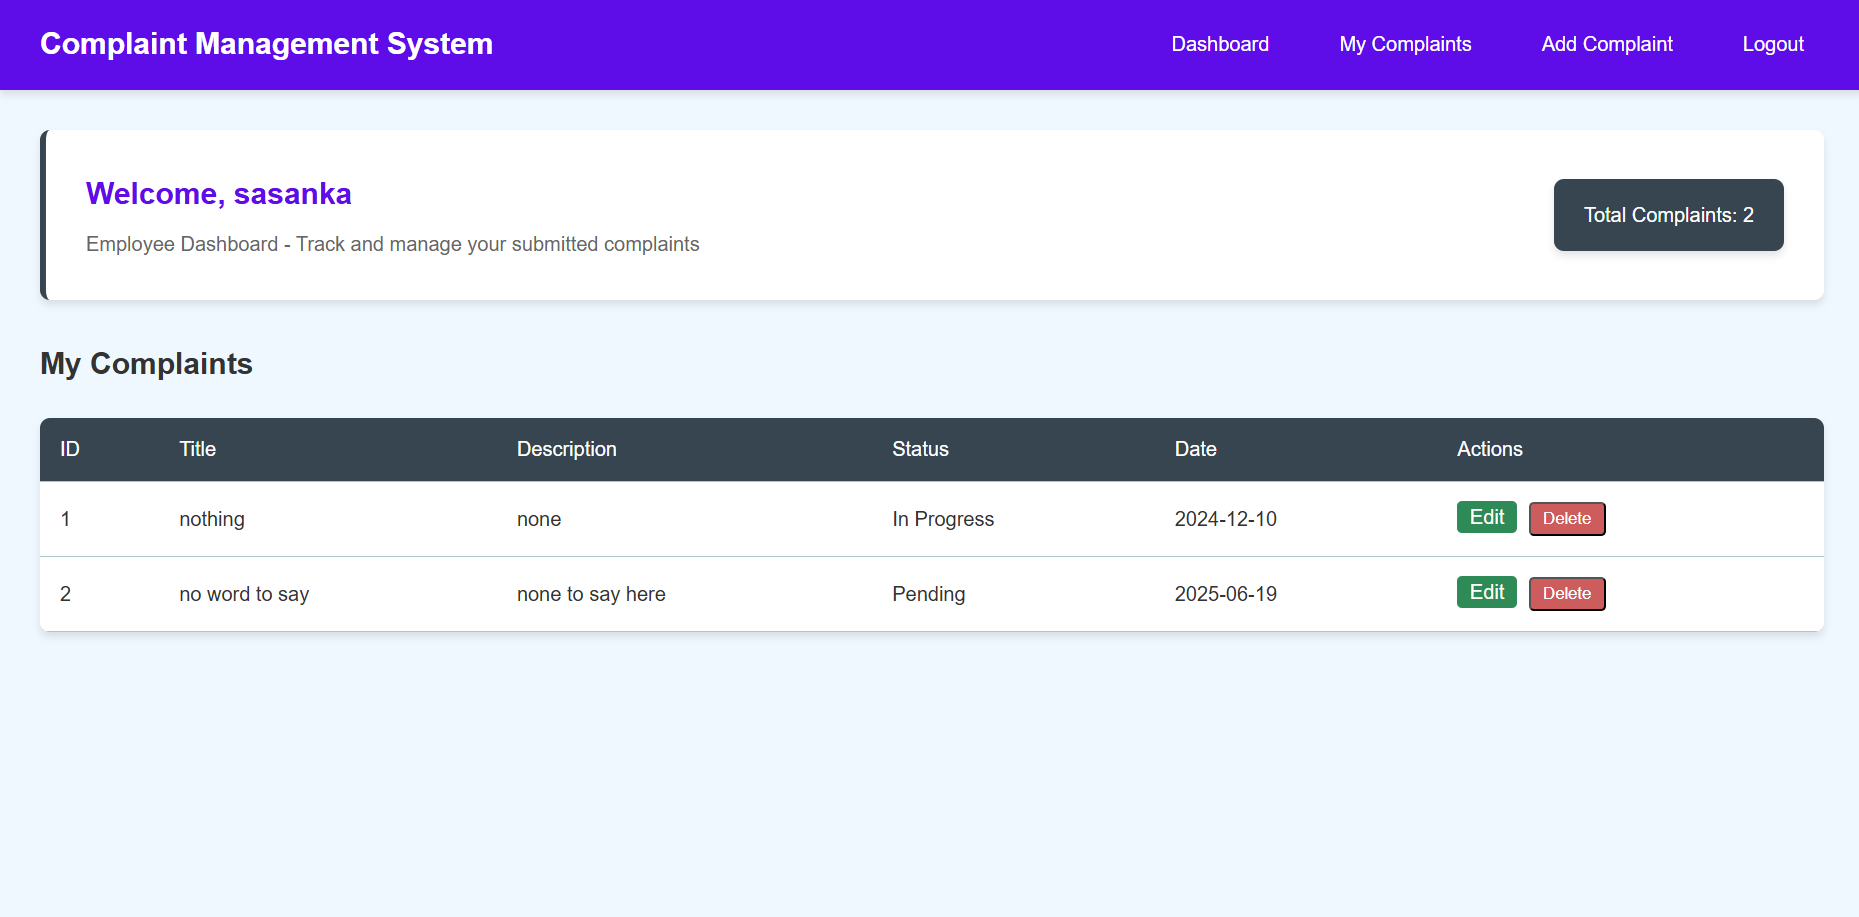 Complaint Management System Dashboard My Complaints Add Complaint Logout
Welcome, sasanka
Total Complaints: 2
Employee Dashboard - Track and manage your submitted complaints
My Complaints
ID Title Description Status Date Actions
1 nothing none In Progress 2024-12-10 Edit Delete
2 no word to say none to say here Pending 2025-06-19 Edit Delete